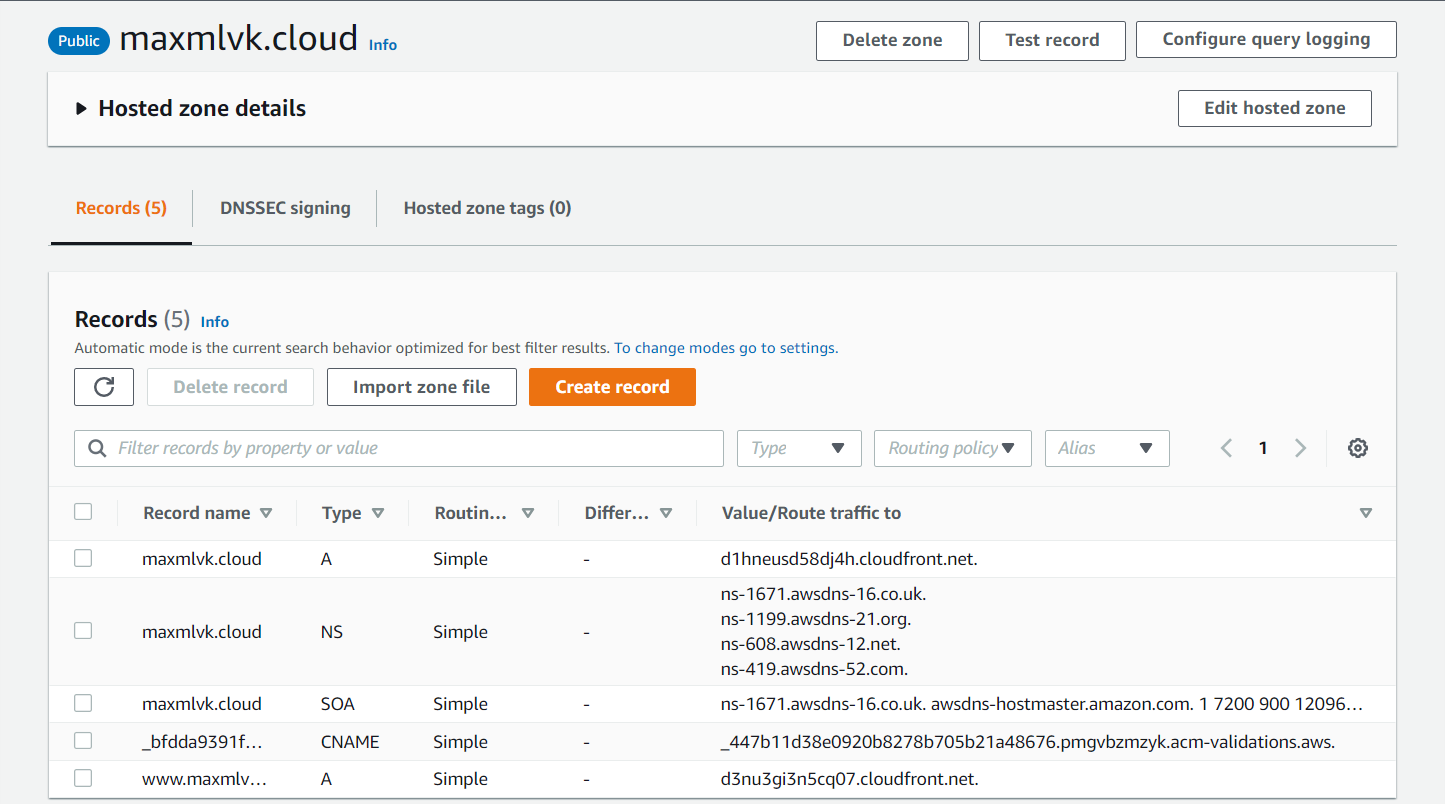 Public maxmlvk.cloud Info Delete zone Test record Configure query logging
Hosted zone details Edit hosted zone
Records (5) DNSSEC signing Hosted zone tags (0)
Records (5) Info
Automatic mode is the current search behavior optimized for best filter results. To change modes go to settings.
Delete record Import zone file Create record
Filter records by property or value Type Routing policy Alias 1
Record name Type Routin... Differ... Value/Route traffic to
maxmlvk.cloud A Simple - d1hneusd58dj4h.cloudfront.net.
maxmlvk.cloud NS Simple - ns-1671.awsdns-16.co.uk.
ns-1199.awsdns-21.org.
ns-608.awsdns-12.net.
ns-419.awsdns-52.com.
maxmlvk.cloud SOA Simple - ns-1671.awsdns-16.co.uk. awsdns-hostmaster.amazon.com. 1 7200 900 12096...
_bfdda9391f... CNAME Simple - _447b11d38e0920b8278b705b21a48676.pmgvbzmzyk.acm-validations.aws.
www.maxmlv... A Simple - d3nu3gi3n5cq07.cloudfront.net.